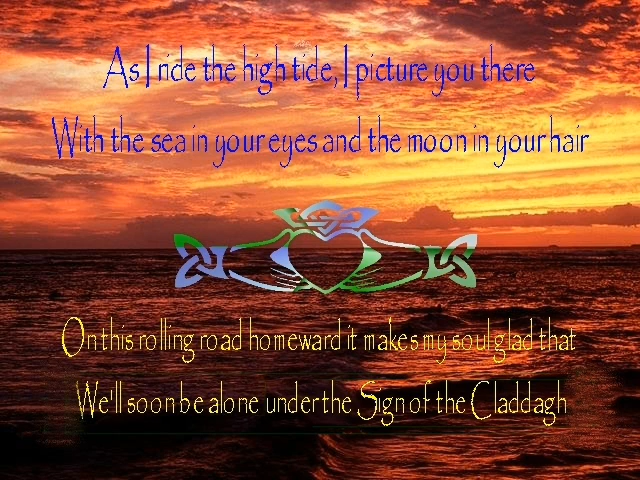 As I ride the high tide, I picture you there
With the sea in your eyes and the moon in your hair
On this rolling road homeward it makes my soul glad that
We'll soon be alone under the Sign of the Claddagh